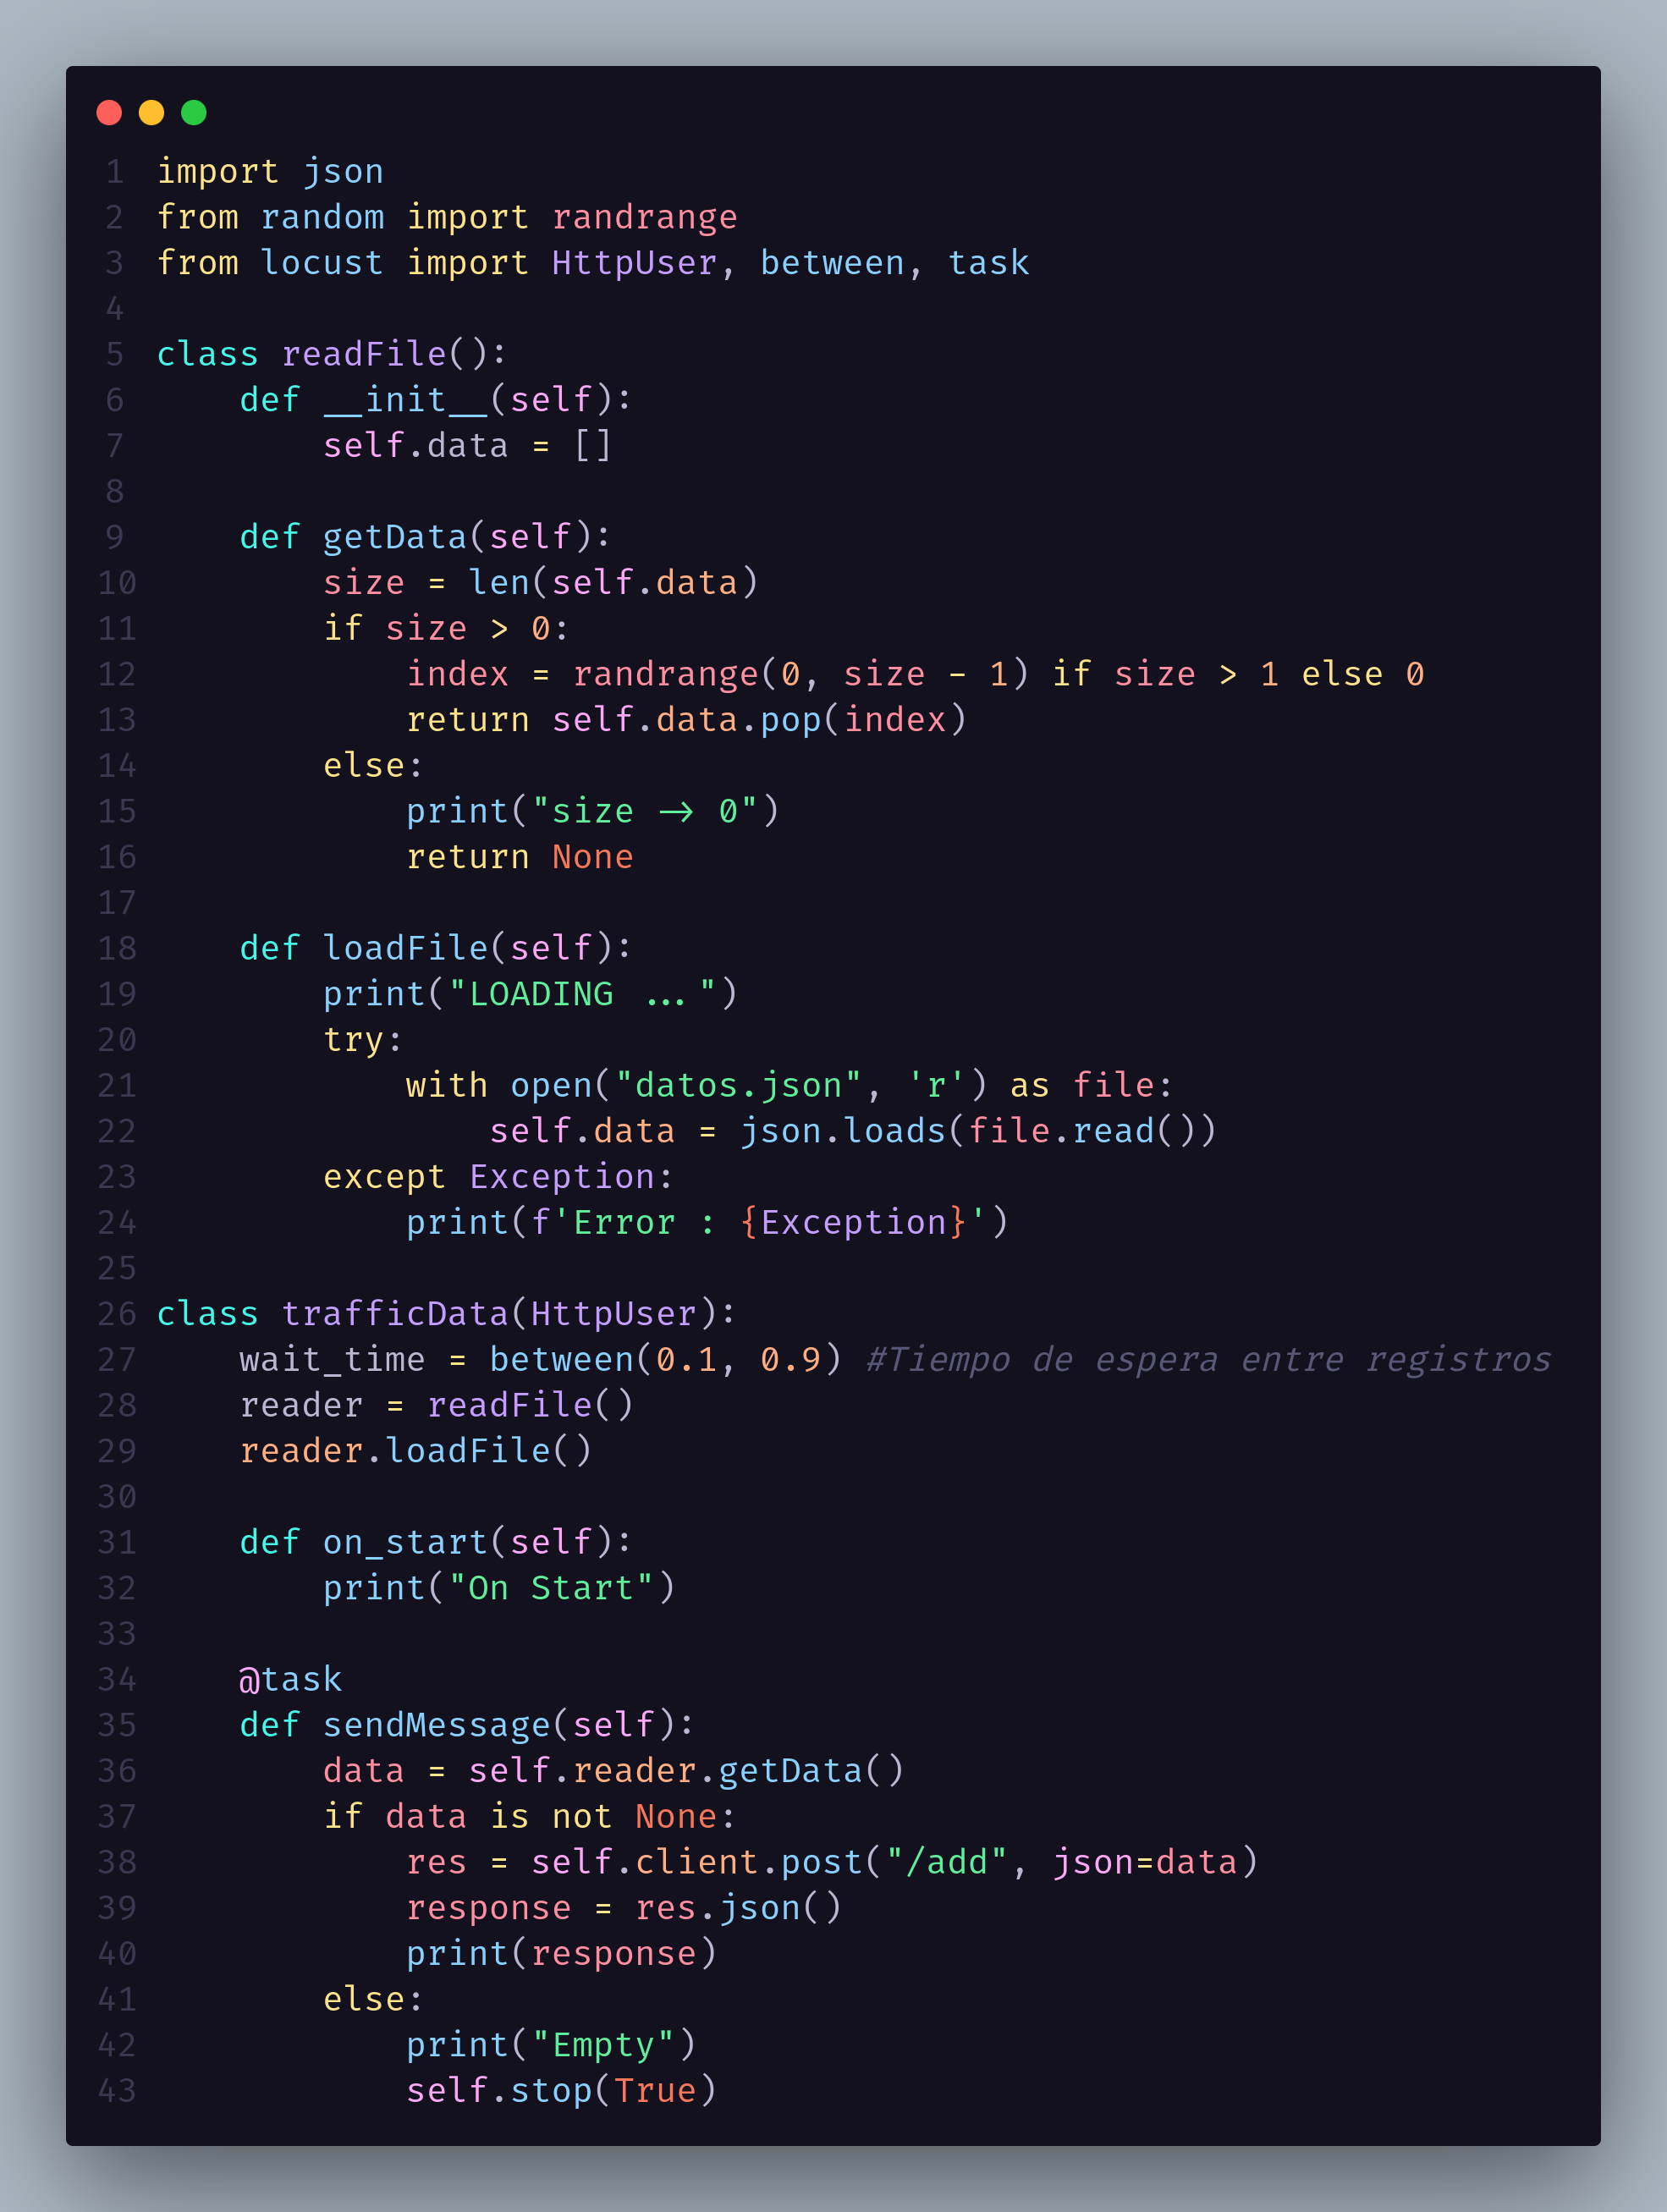 1 import json
2 from random import randrange
3 from locust import HttpUser, between, task
4
5 class readFile():
6     def __init__(self):
7         self.data = []
8
9     def getData(self):
10         size = len(self.data)
11         if size > 0:
12             index = randrange(0, size - 1) if size > 1 else 0
13             return self.data.pop(index)
14         else:
15             print("size -> 0")
16             return None
17
18     def loadFile(self):
19         print("LOADING ...")
20         try:
21             with open("datos.json", 'r') as file:
22                 self.data = json.loads(file.read())
23         except Exception:
24             print(f'Error : {Exception}')
25
26 class trafficData(HttpUser):
27     wait_time = between(0.1, 0.9) #Tiempo de espera entre registros
28     reader = readFile()
29     reader.loadFile()
30
31     def on_start(self):
32         print("On Start")
33
34     @task
35     def sendMessage(self):
36         data = self.reader.getData()
37         if data is not None:
38             res = self.client.post("/add", json=data)
39             response = res.json()
40             print(response)
41         else:
42             print("Empty")
43             self.stop(True)